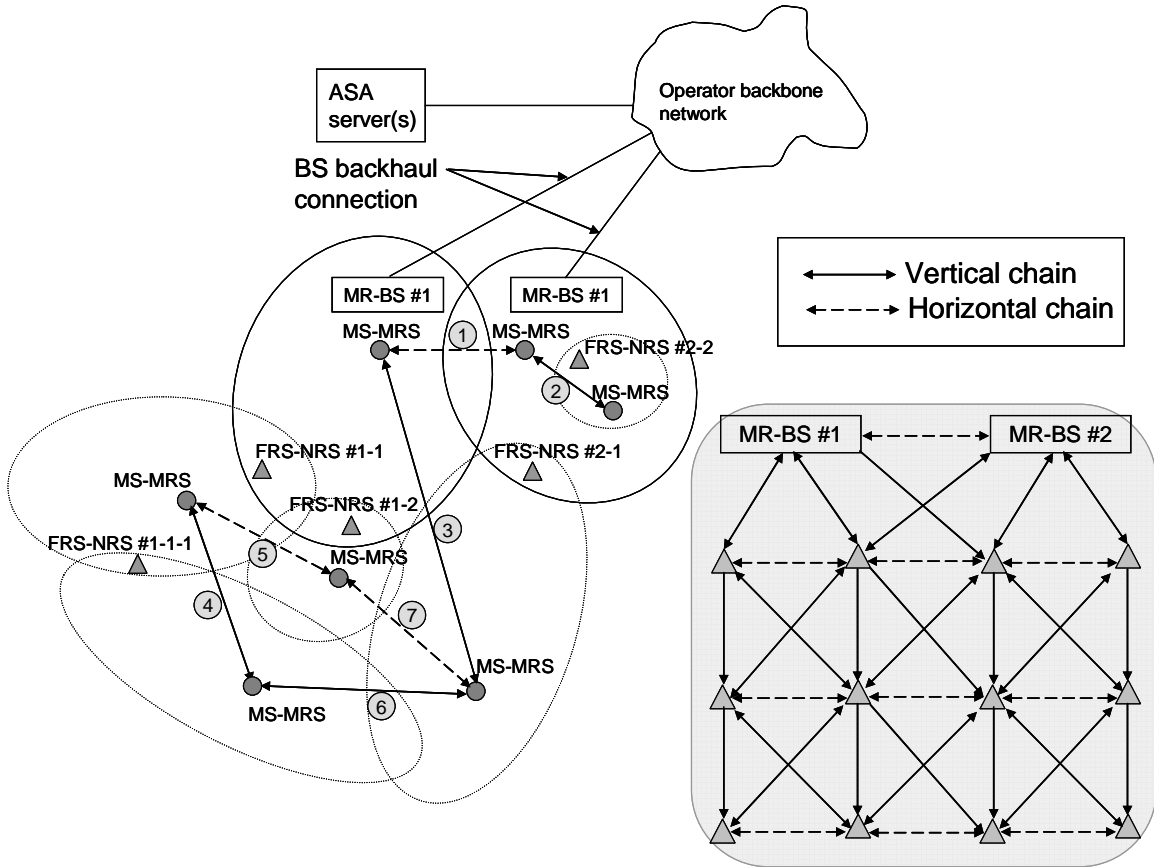 ASA
server(s)
Operator backbone
network
BS backhaul
connection
MR-BS #1
MR-BS #1
Vertical chain
Horizontal chain
MS-MRS
1
MS-MRS
FRS-NRS #2-2
2
MS-MRS
MR-BS #1
MR-BS #2
FRS-NRS #1-1
FRS-NRS #2-1
MS-MRS
FRS-NRS #1-2
3
FRS-NRS #1-1-1
5
MS-MRS
4
7
MS-MRS
MS-MRS
6